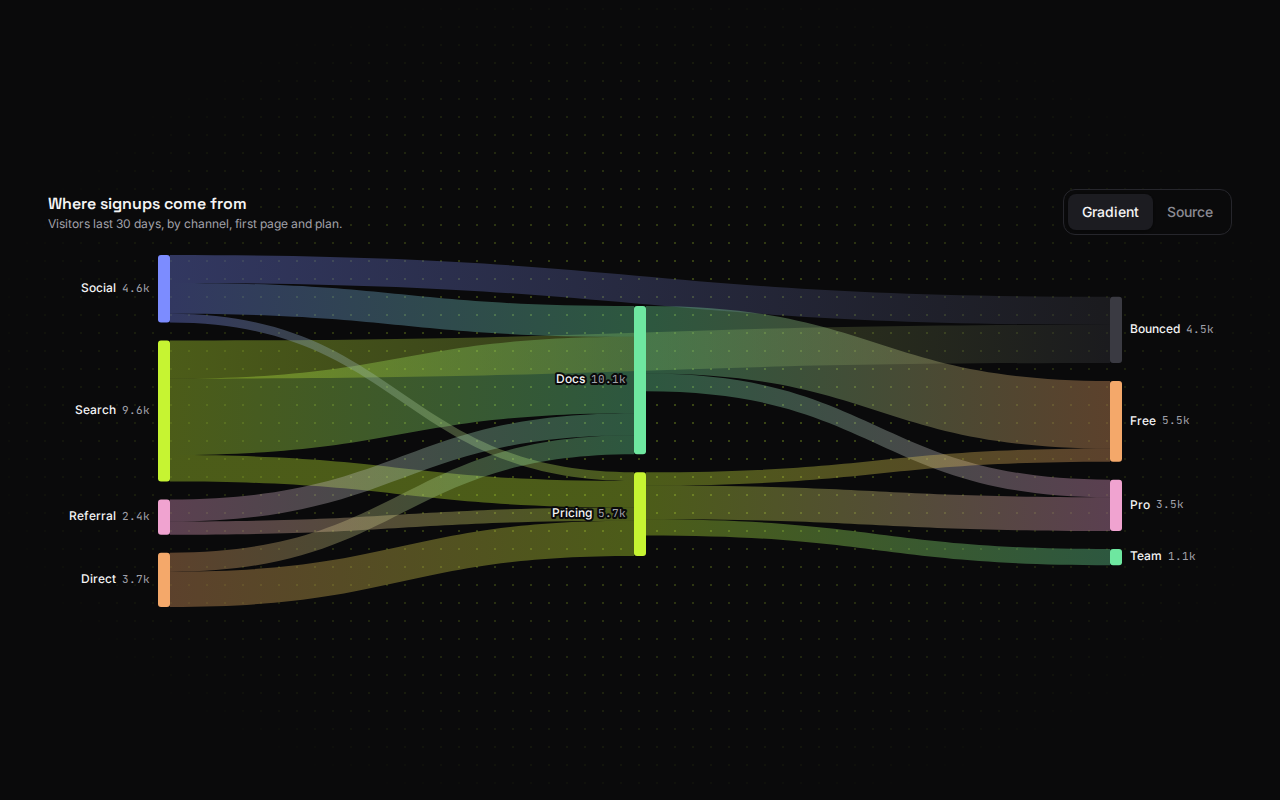 Where signups come from
Visitors last 30 days, by channel, first page and plan.
Gradient Source
Social 4.6k
Bounced 4.5k
Docs 10.1k
Search 9.6k
Free 5.5k
Referral 2.4k
Pricing 5.7k
Pro 3.5k
Direct 3.7k
Team 1.1k